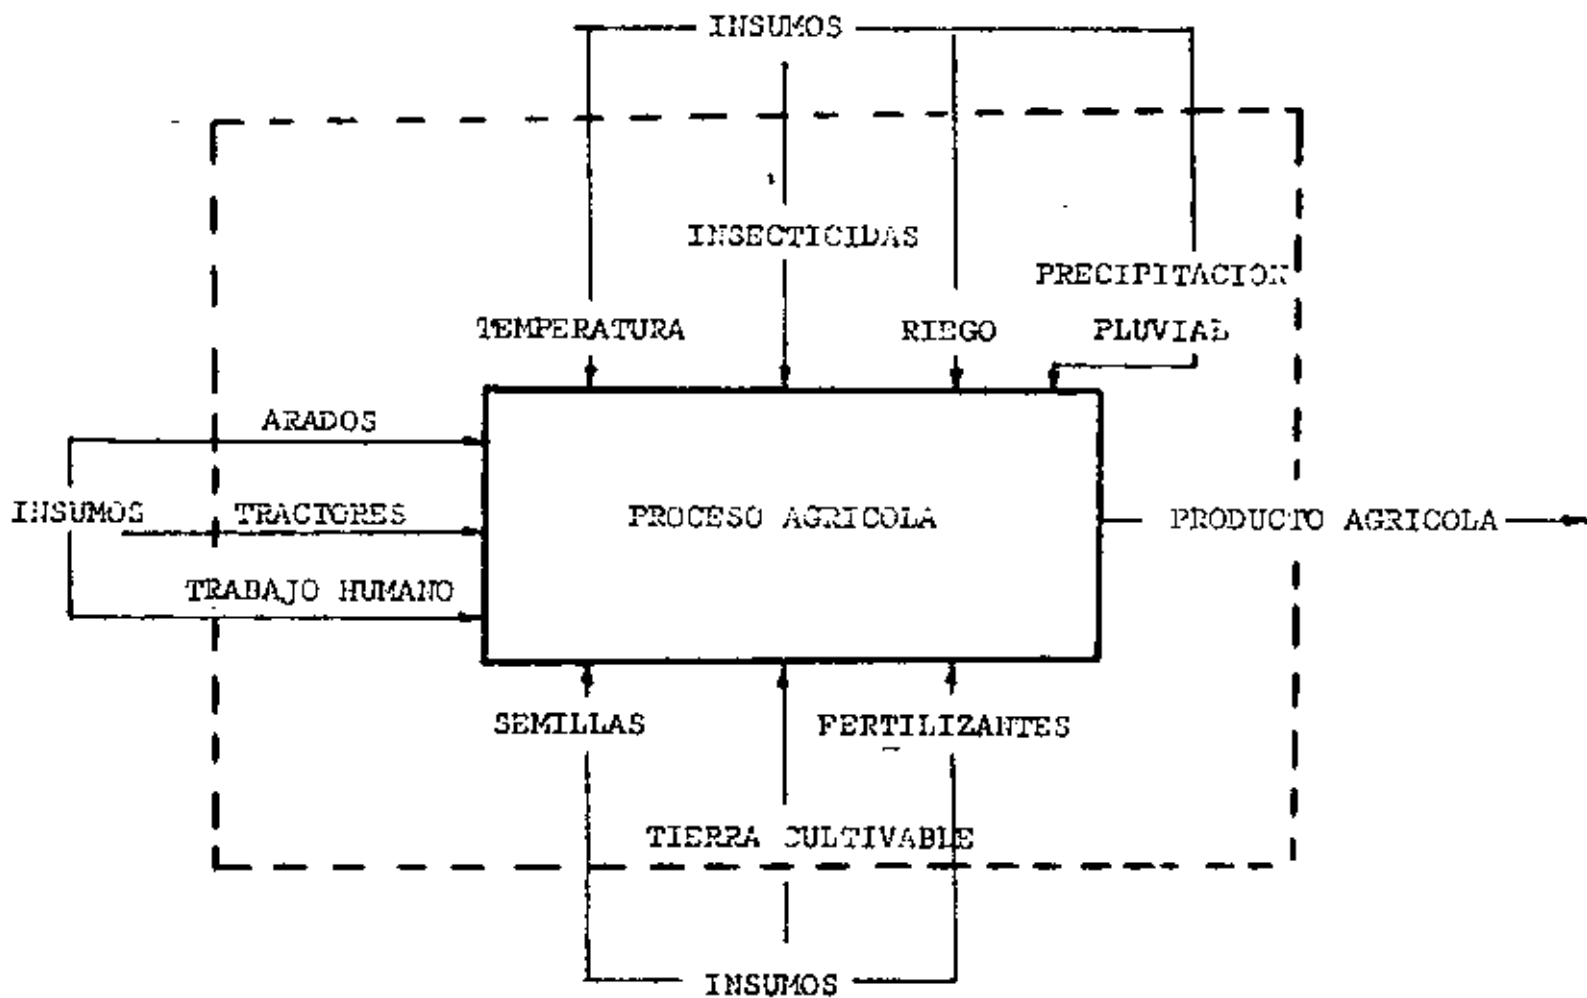 INSUMOS
INSECTICIDAS
PRECIPITACION
TEMPERATURA
RIEGO
PLUVIAL
ARADOS
INSUMOS
TRACTORES
PROCESO AGRICOLA
PRODUCTO AGRICOLA
TRABAJO HUMANO
SEMILLAS
FERTILIZANTES
TIERRA CULTIVABLE
INSUMOS